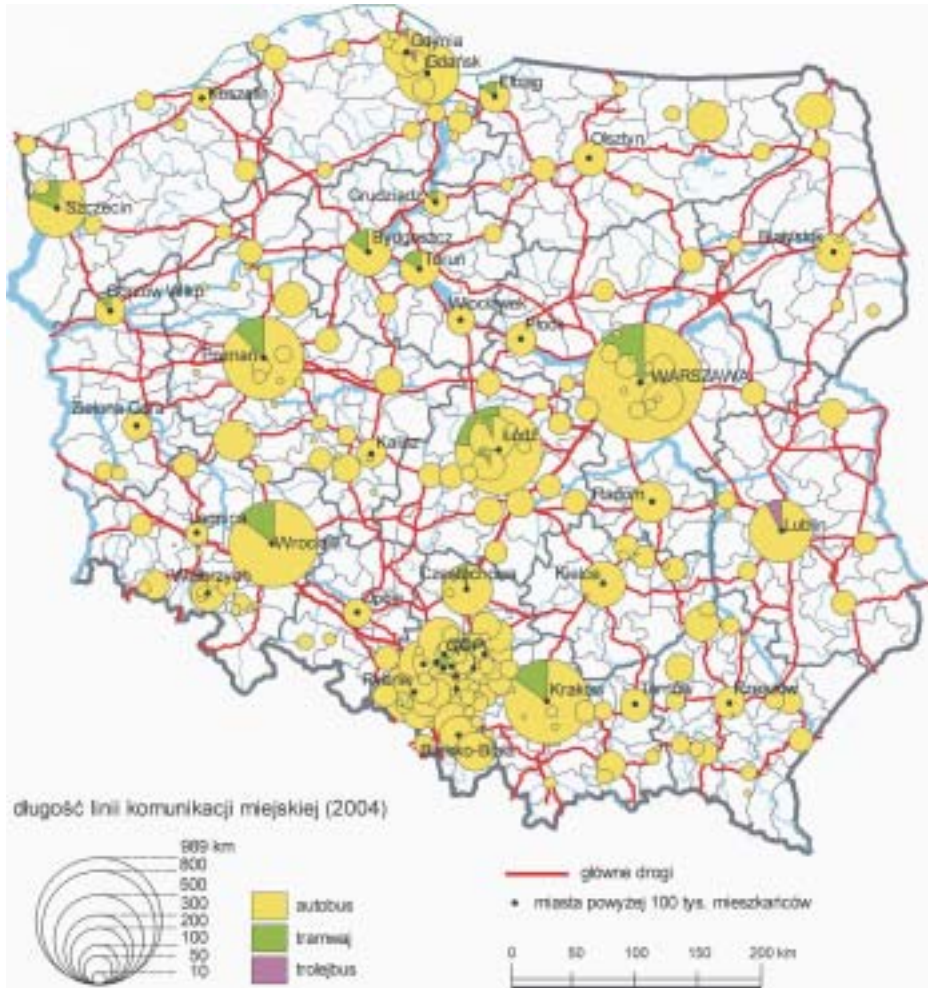 Gdynia
Gdańsk
Elbląg
Koszalin
Olsztyn
Szczecin
Grudziądz
Bydgoszcz
Toruń
Białystok
Gorzów Wlkp
Włocławek
Płock
Poznań
WARSZAWA
Zielona Góra
Kalisz
Łódź
Radom
Legnica
Wrocław
Lublin
Wałbrzych
Częstochowa
Kielce
Opole
GOP
Rybnik
Kraków
Tarnów
Rzeszów
Bielsko-Biała
długość linii komunikacji miejskiej (2004)
989 km
800
500
300
200
100
50
10
autobus
tramwaj
trolejbus
główne drogi
miasta powyżej 100 tys. mieszkańców
0 50 100 150 200 km